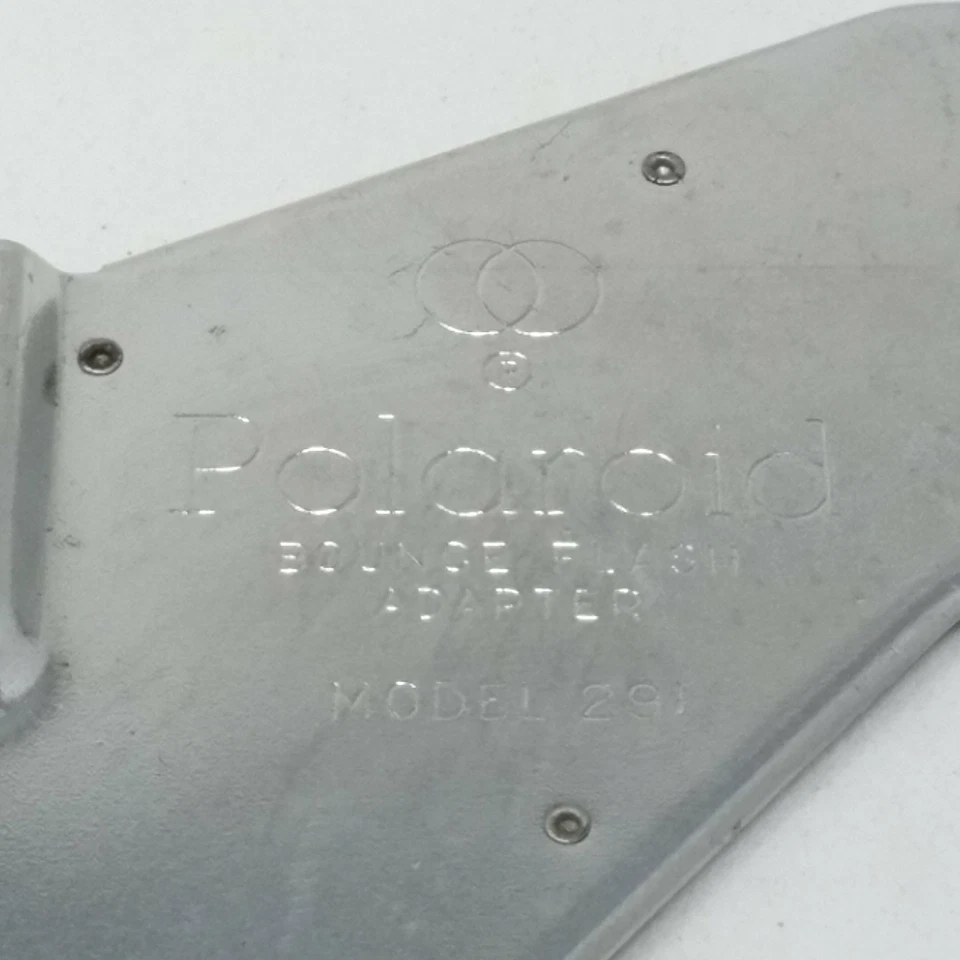 ®
Polaroid
BOUNCE FLASH
ADAPTER
MODEL 291